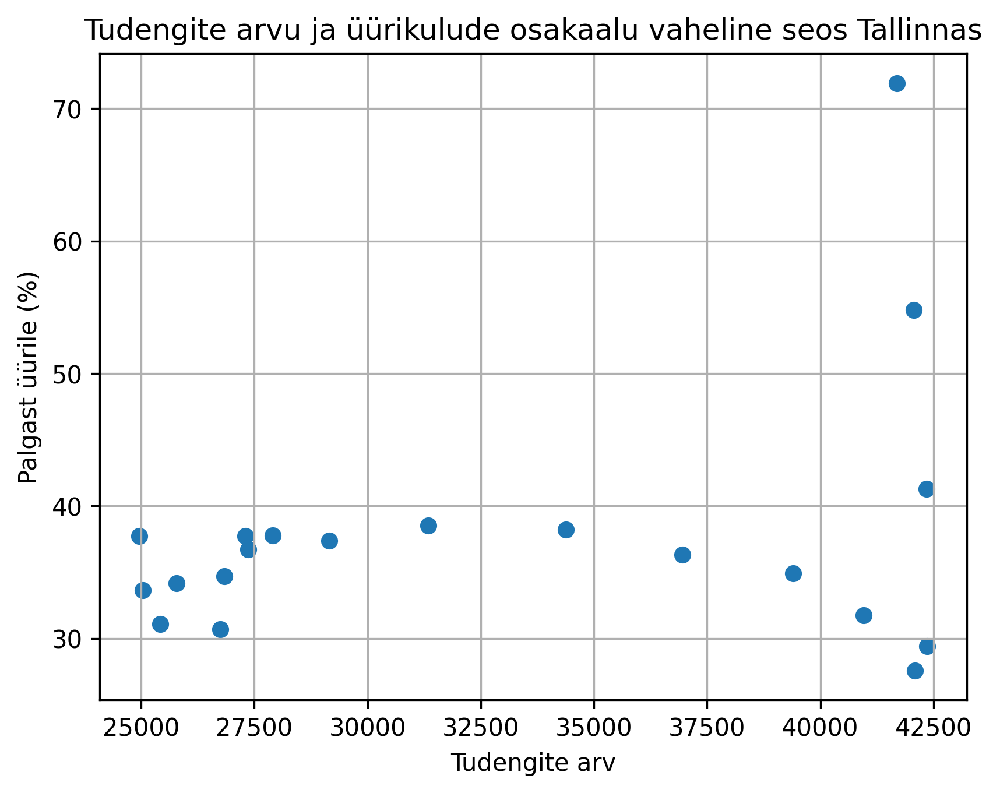 Tudengite arvu ja üürikulude osakaalu vaheline seos Tallinnas
70
60
50
40
30
Palgast üürile (%)
25000 27500 30000 32500 35000 37500 40000 42500
Tudengite arv